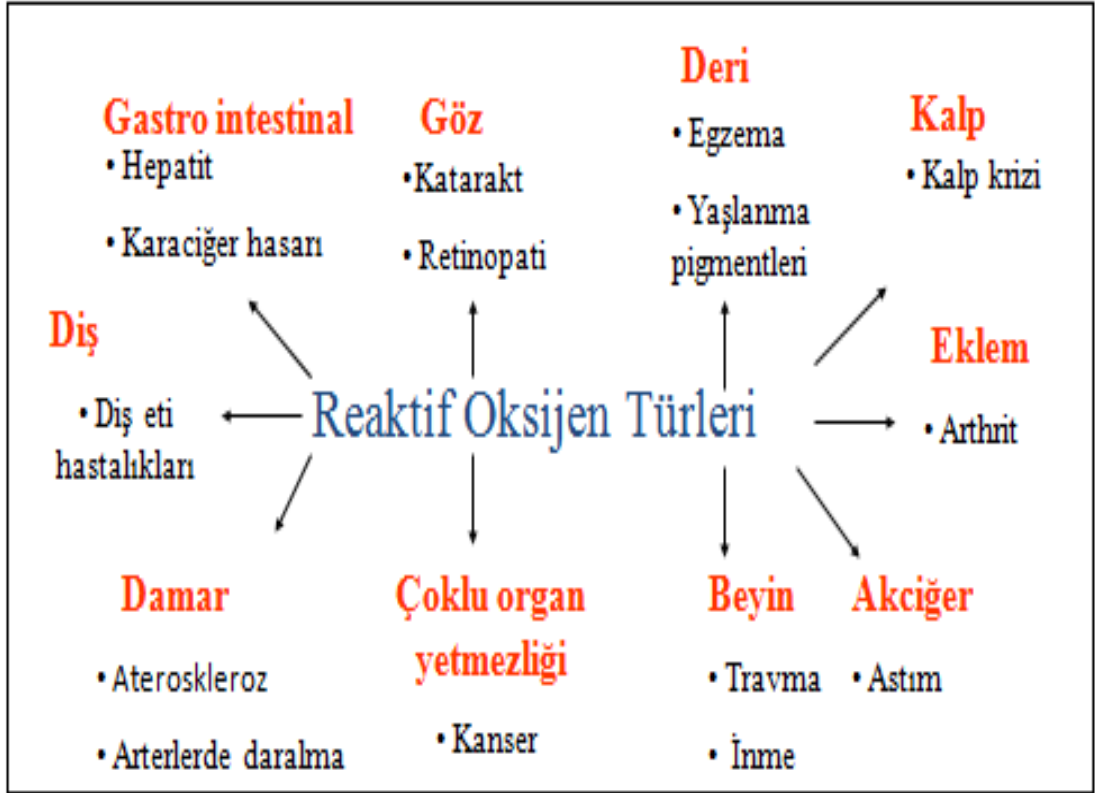 Gastro intestinal
• Hepatit
• Karaciğer hasarı
Göz
•Katarakt
• Retinopati
Deri
• Egzema
• Yaşlanma
pigmentleri
Kalp
• Kalp krizi
Diş
• Diş eti
hastalıkları
Reaktif Oksijen Türleri
Eklem
• Arthrit
Damar
• Ateroskleroz
• Arterlerde daralma
Çoklu organ
yetmezliği
• Kanser
Beyin
• Travma
• İnme
Akciğer
• Astım